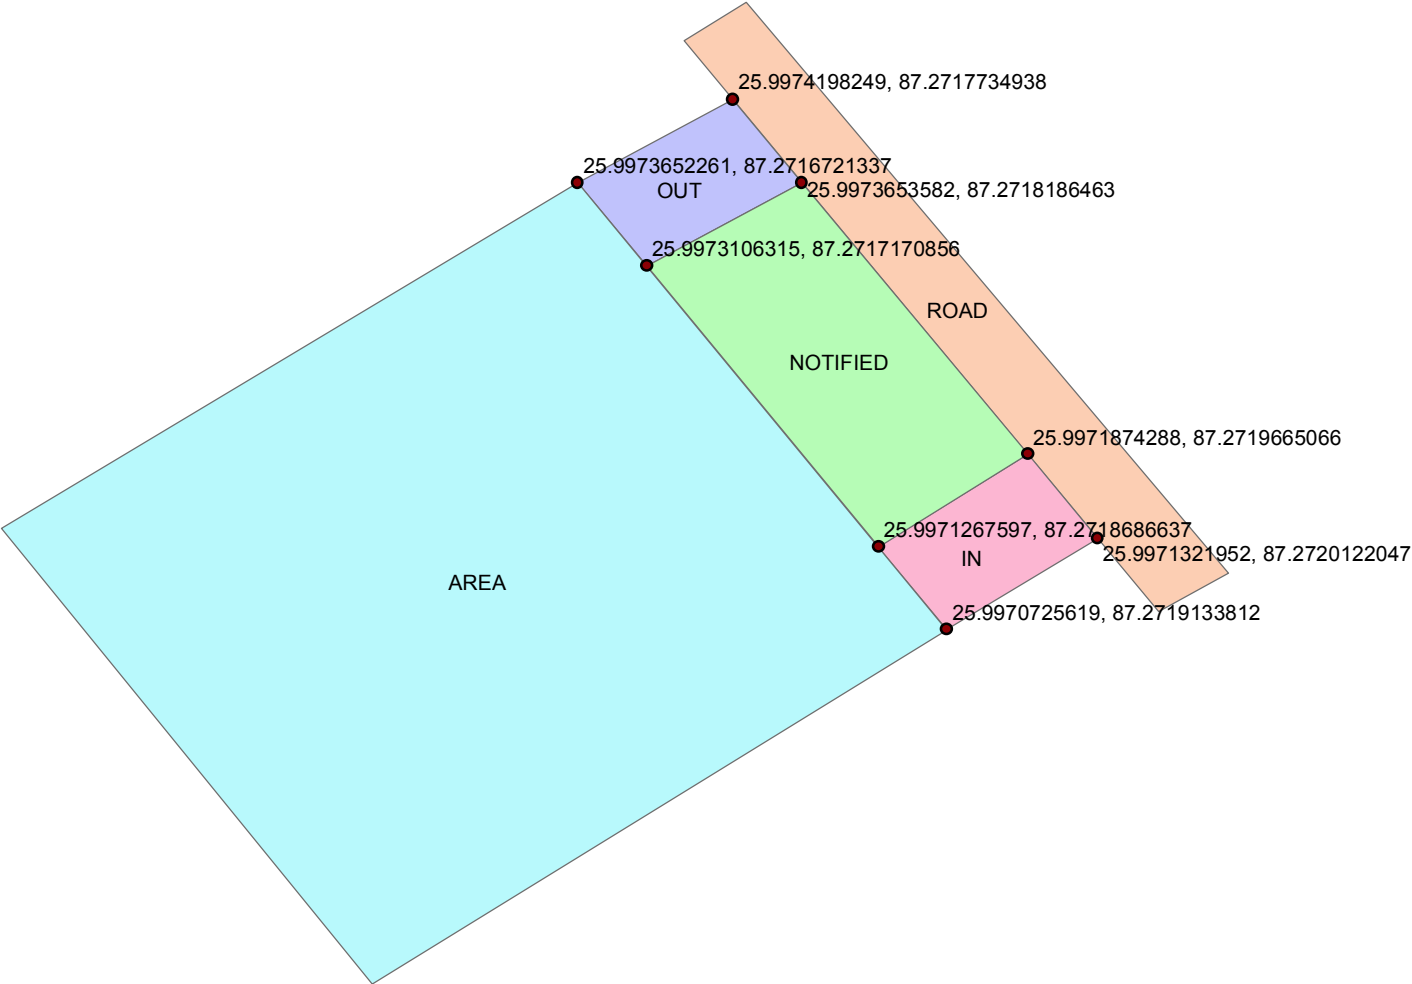 25.9974198249, 87.2717734938
25.9973652261, 87.2716721337
OUT
25.9973653582, 87.2718186463
25.9973106315, 87.2717170856
ROAD
NOTIFIED
25.9971874288, 87.2719665066
25.9971267597, 87.2718686637
25.9971321952, 87.2720122047
IN
AREA
25.9970725619, 87.2719133812